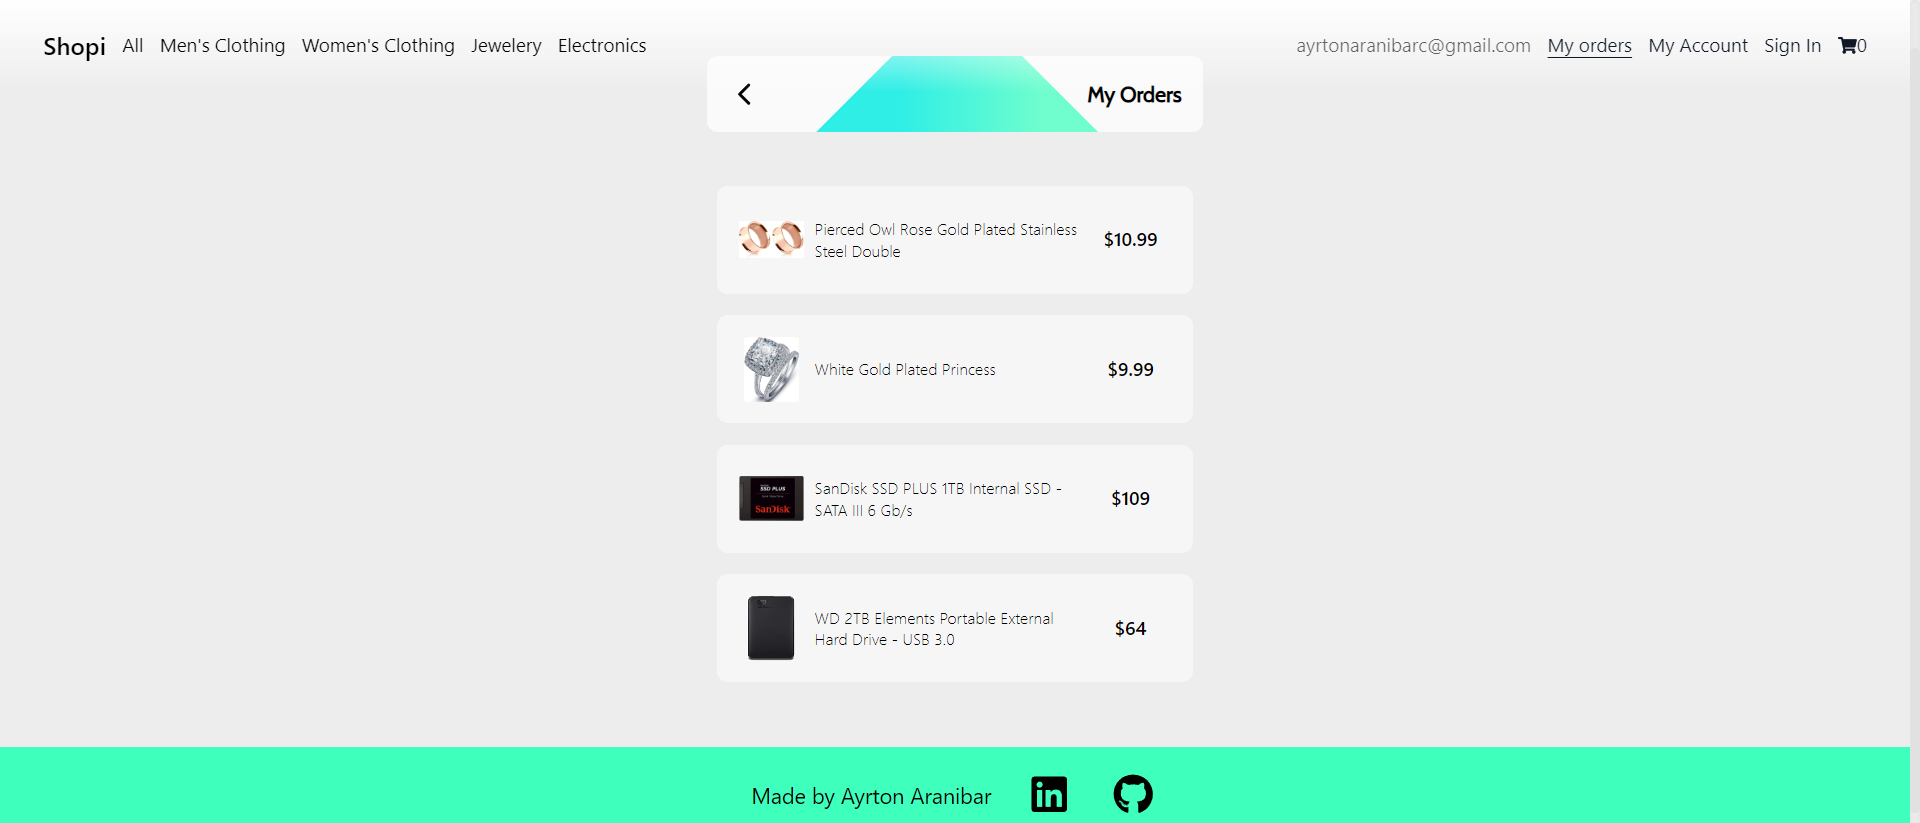 Shopi All Men's Clothing Women's Clothing Jewelery Electronics ayrtonaranibarc@gmail.com My orders My Account Sign In 0
My Orders
Pierced Owl Rose Gold Plated Stainless
Steel Double
$10.99
White Gold Plated Princess
$9.99
SSD PLUS
SanDisk
SanDisk SSD PLUS 1TB Internal SSD -
SATA III 6 Gb/s
$109
WD 2TB Elements Portable External
Hard Drive - USB 3.0
$64
Made by Ayrton Aranibar